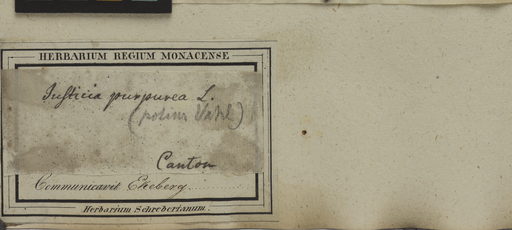 HERBARIUM REGIUM MONACENSE
Justicia purpurea L.
(potius Vahl)
Canton
Communicavit Ekeberg.
Herbarium Schreberianum.